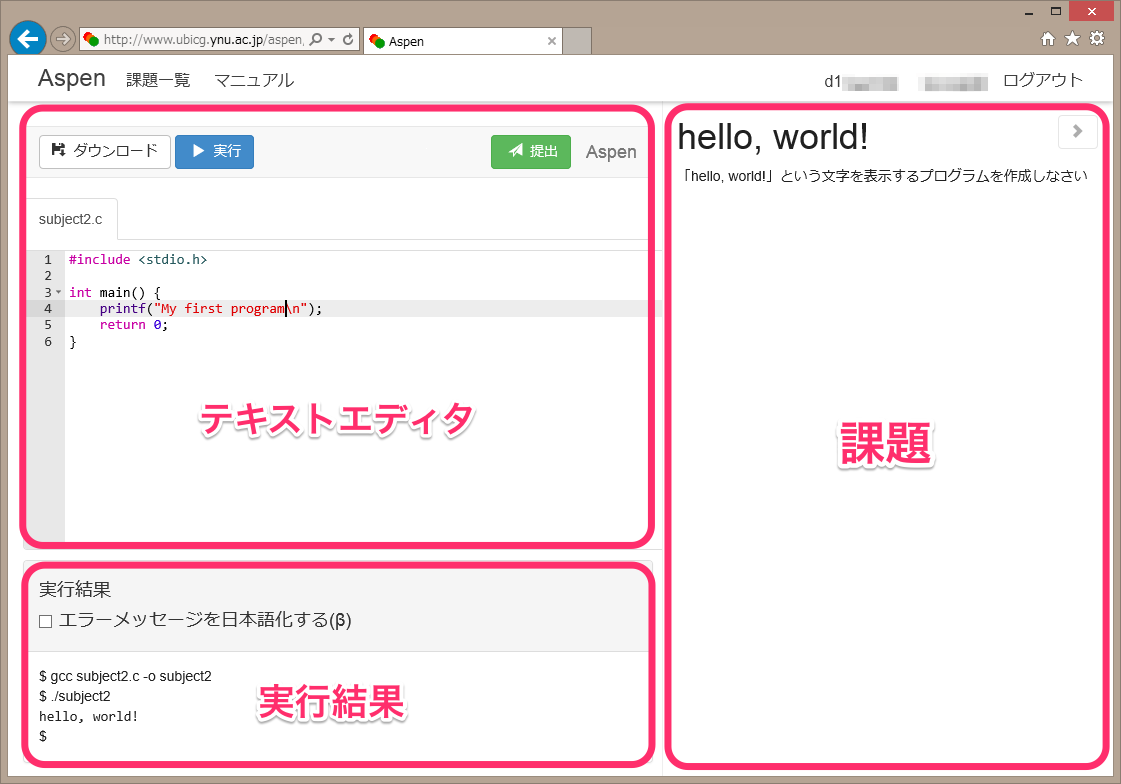 http://www.ubicg.ynu.ac.jp/aspen,
Aspen
Aspen 課題一覧 マニュアル d1 ログアウト
ダウンロード 実行 提出 Aspen
subject2.c
1 #include <stdio.h>
2
3 int main() {
4 printf("My first program\n");
5 return 0;
6 }
テキストエディタ
実行結果
エラーメッセージを日本語化する(β)
$ gcc subject2.c -o subject2
$ ./subject2
hello, world!
$
実行結果
hello, world!
「hello, world!」という文字を表示するプログラムを作成しなさい
課題